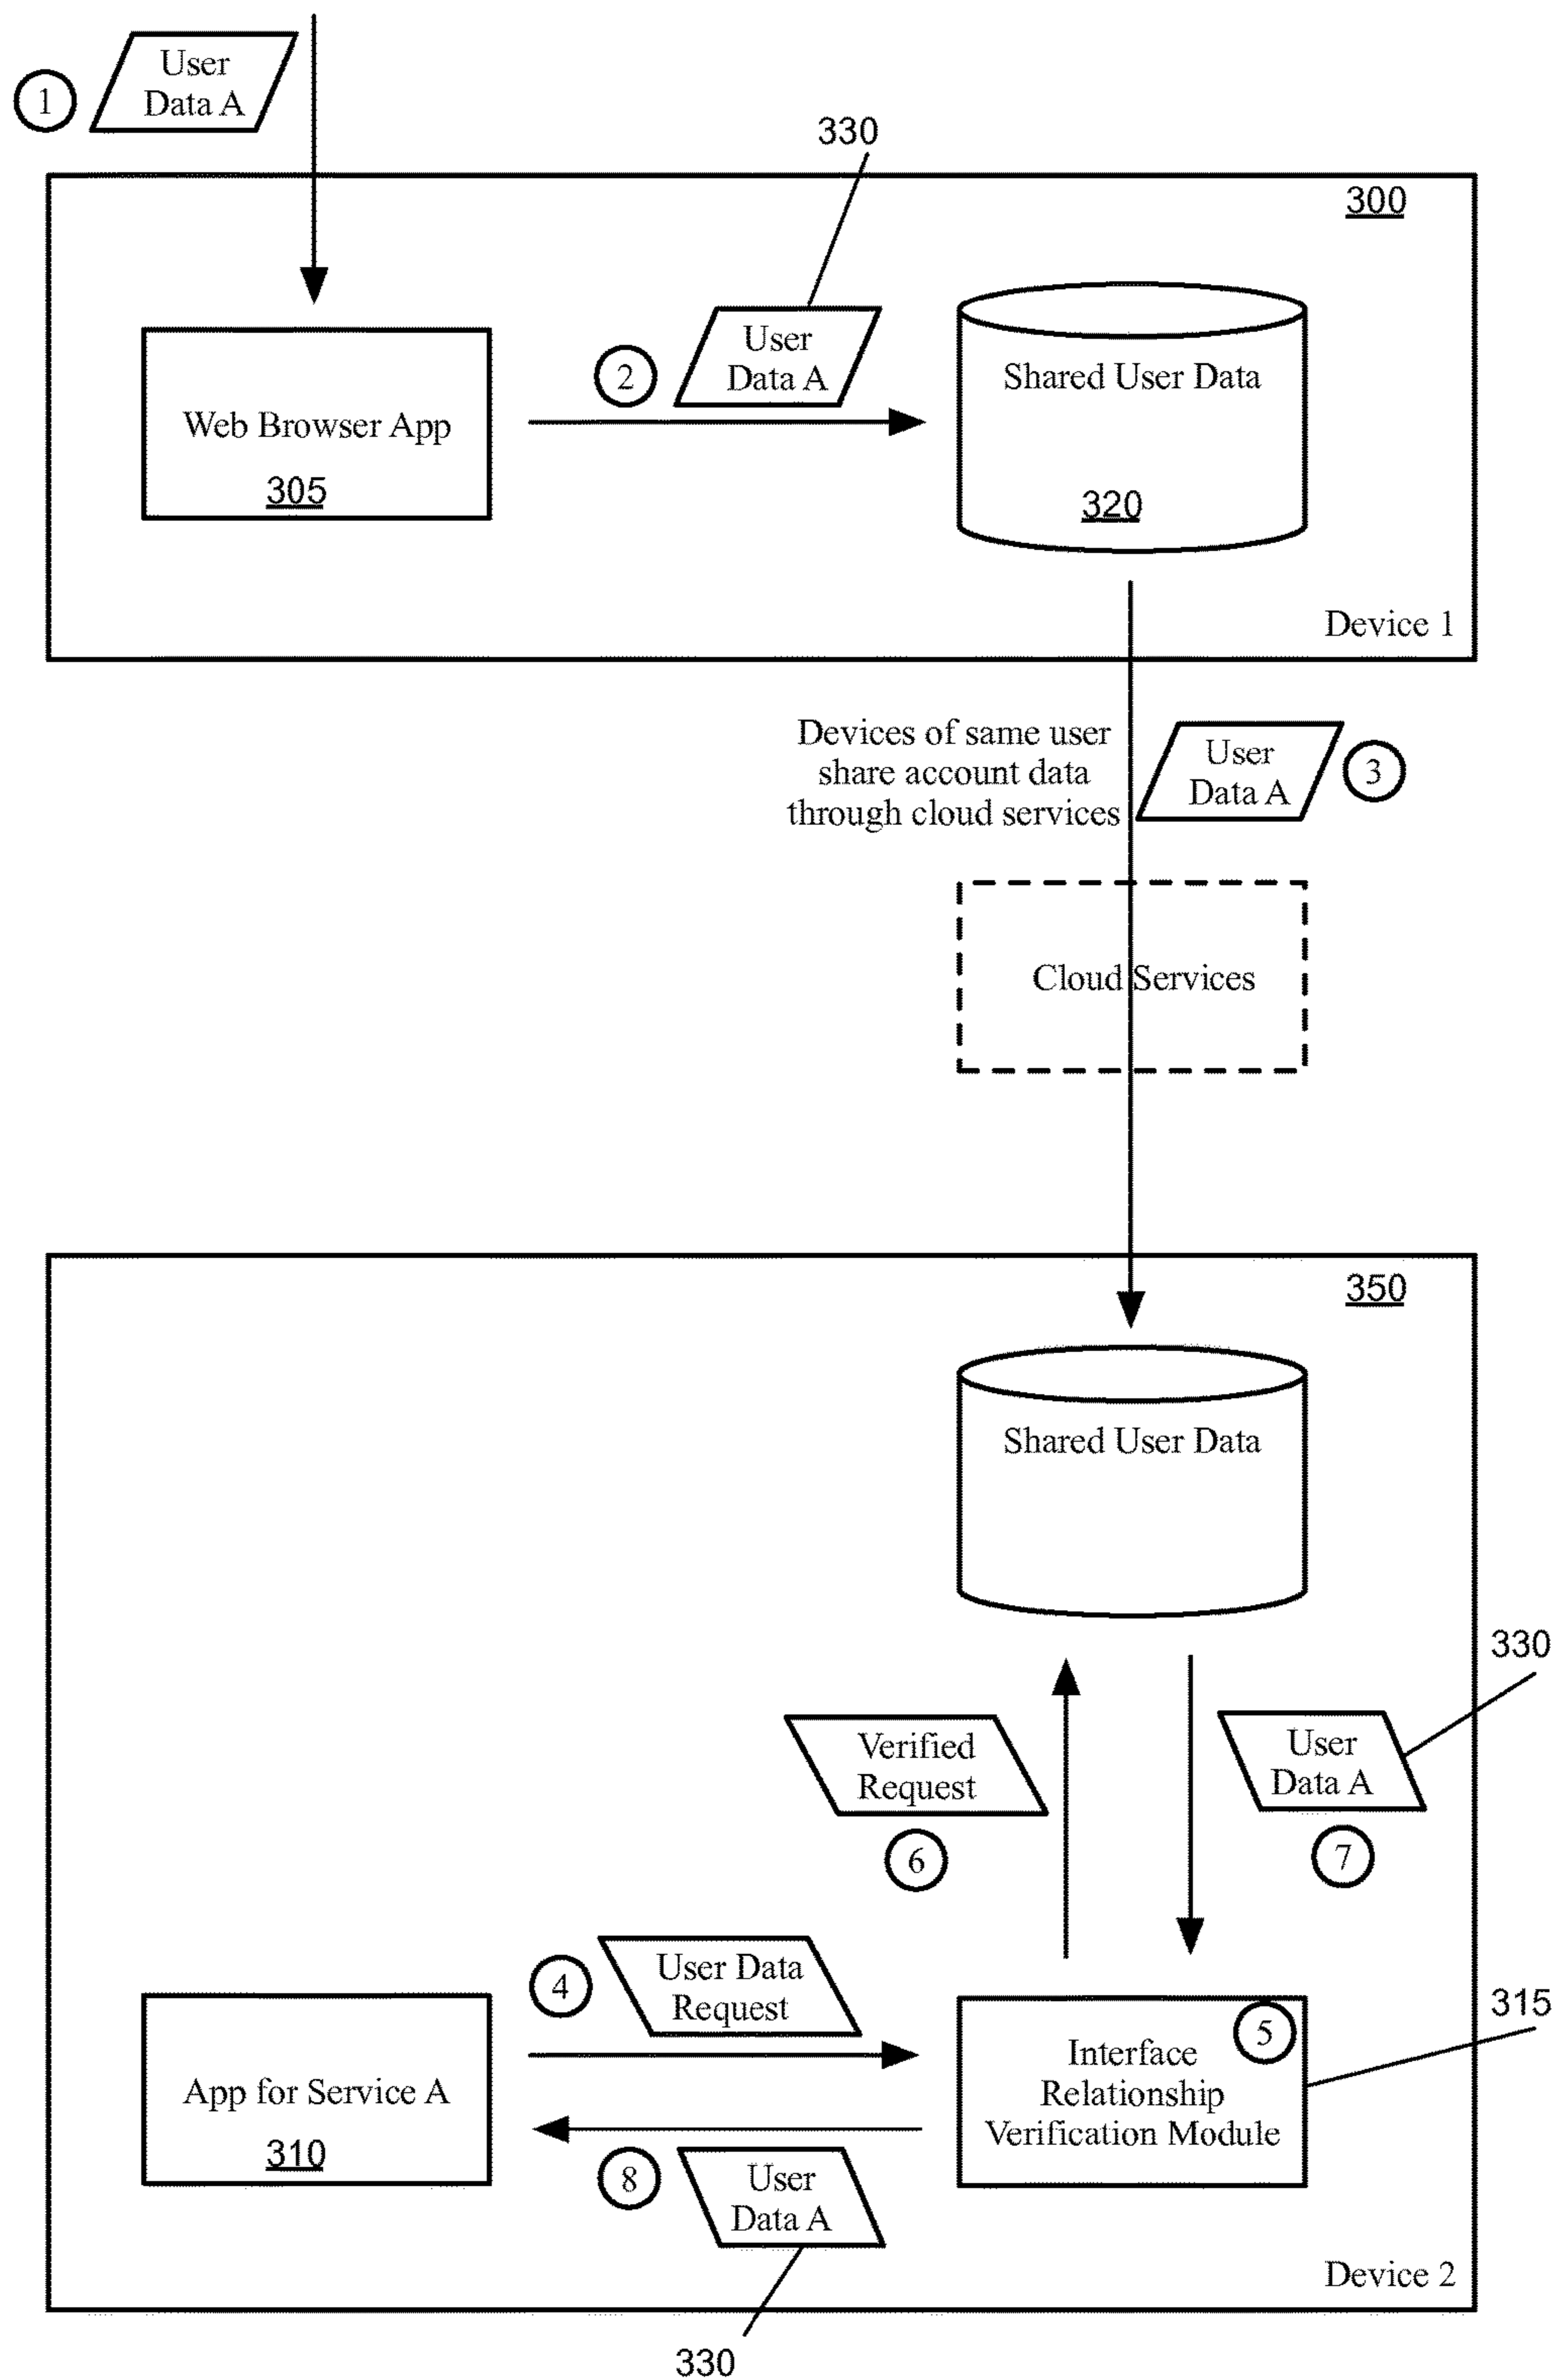 User
Data A
1
330
300
User
Data A
2
Shared User Data
Web Browser App
305
320
Device 1
Devices of same user
share account data
through cloud services
User
Data A
3
Cloud Services
350
Shared User Data
330
Verified
Request
6
User
Data A
7
4
User Data
Request
315
5
Interface
Relationship
Verification Module
App for Service A
310
8
User
Data A
Device 2
330